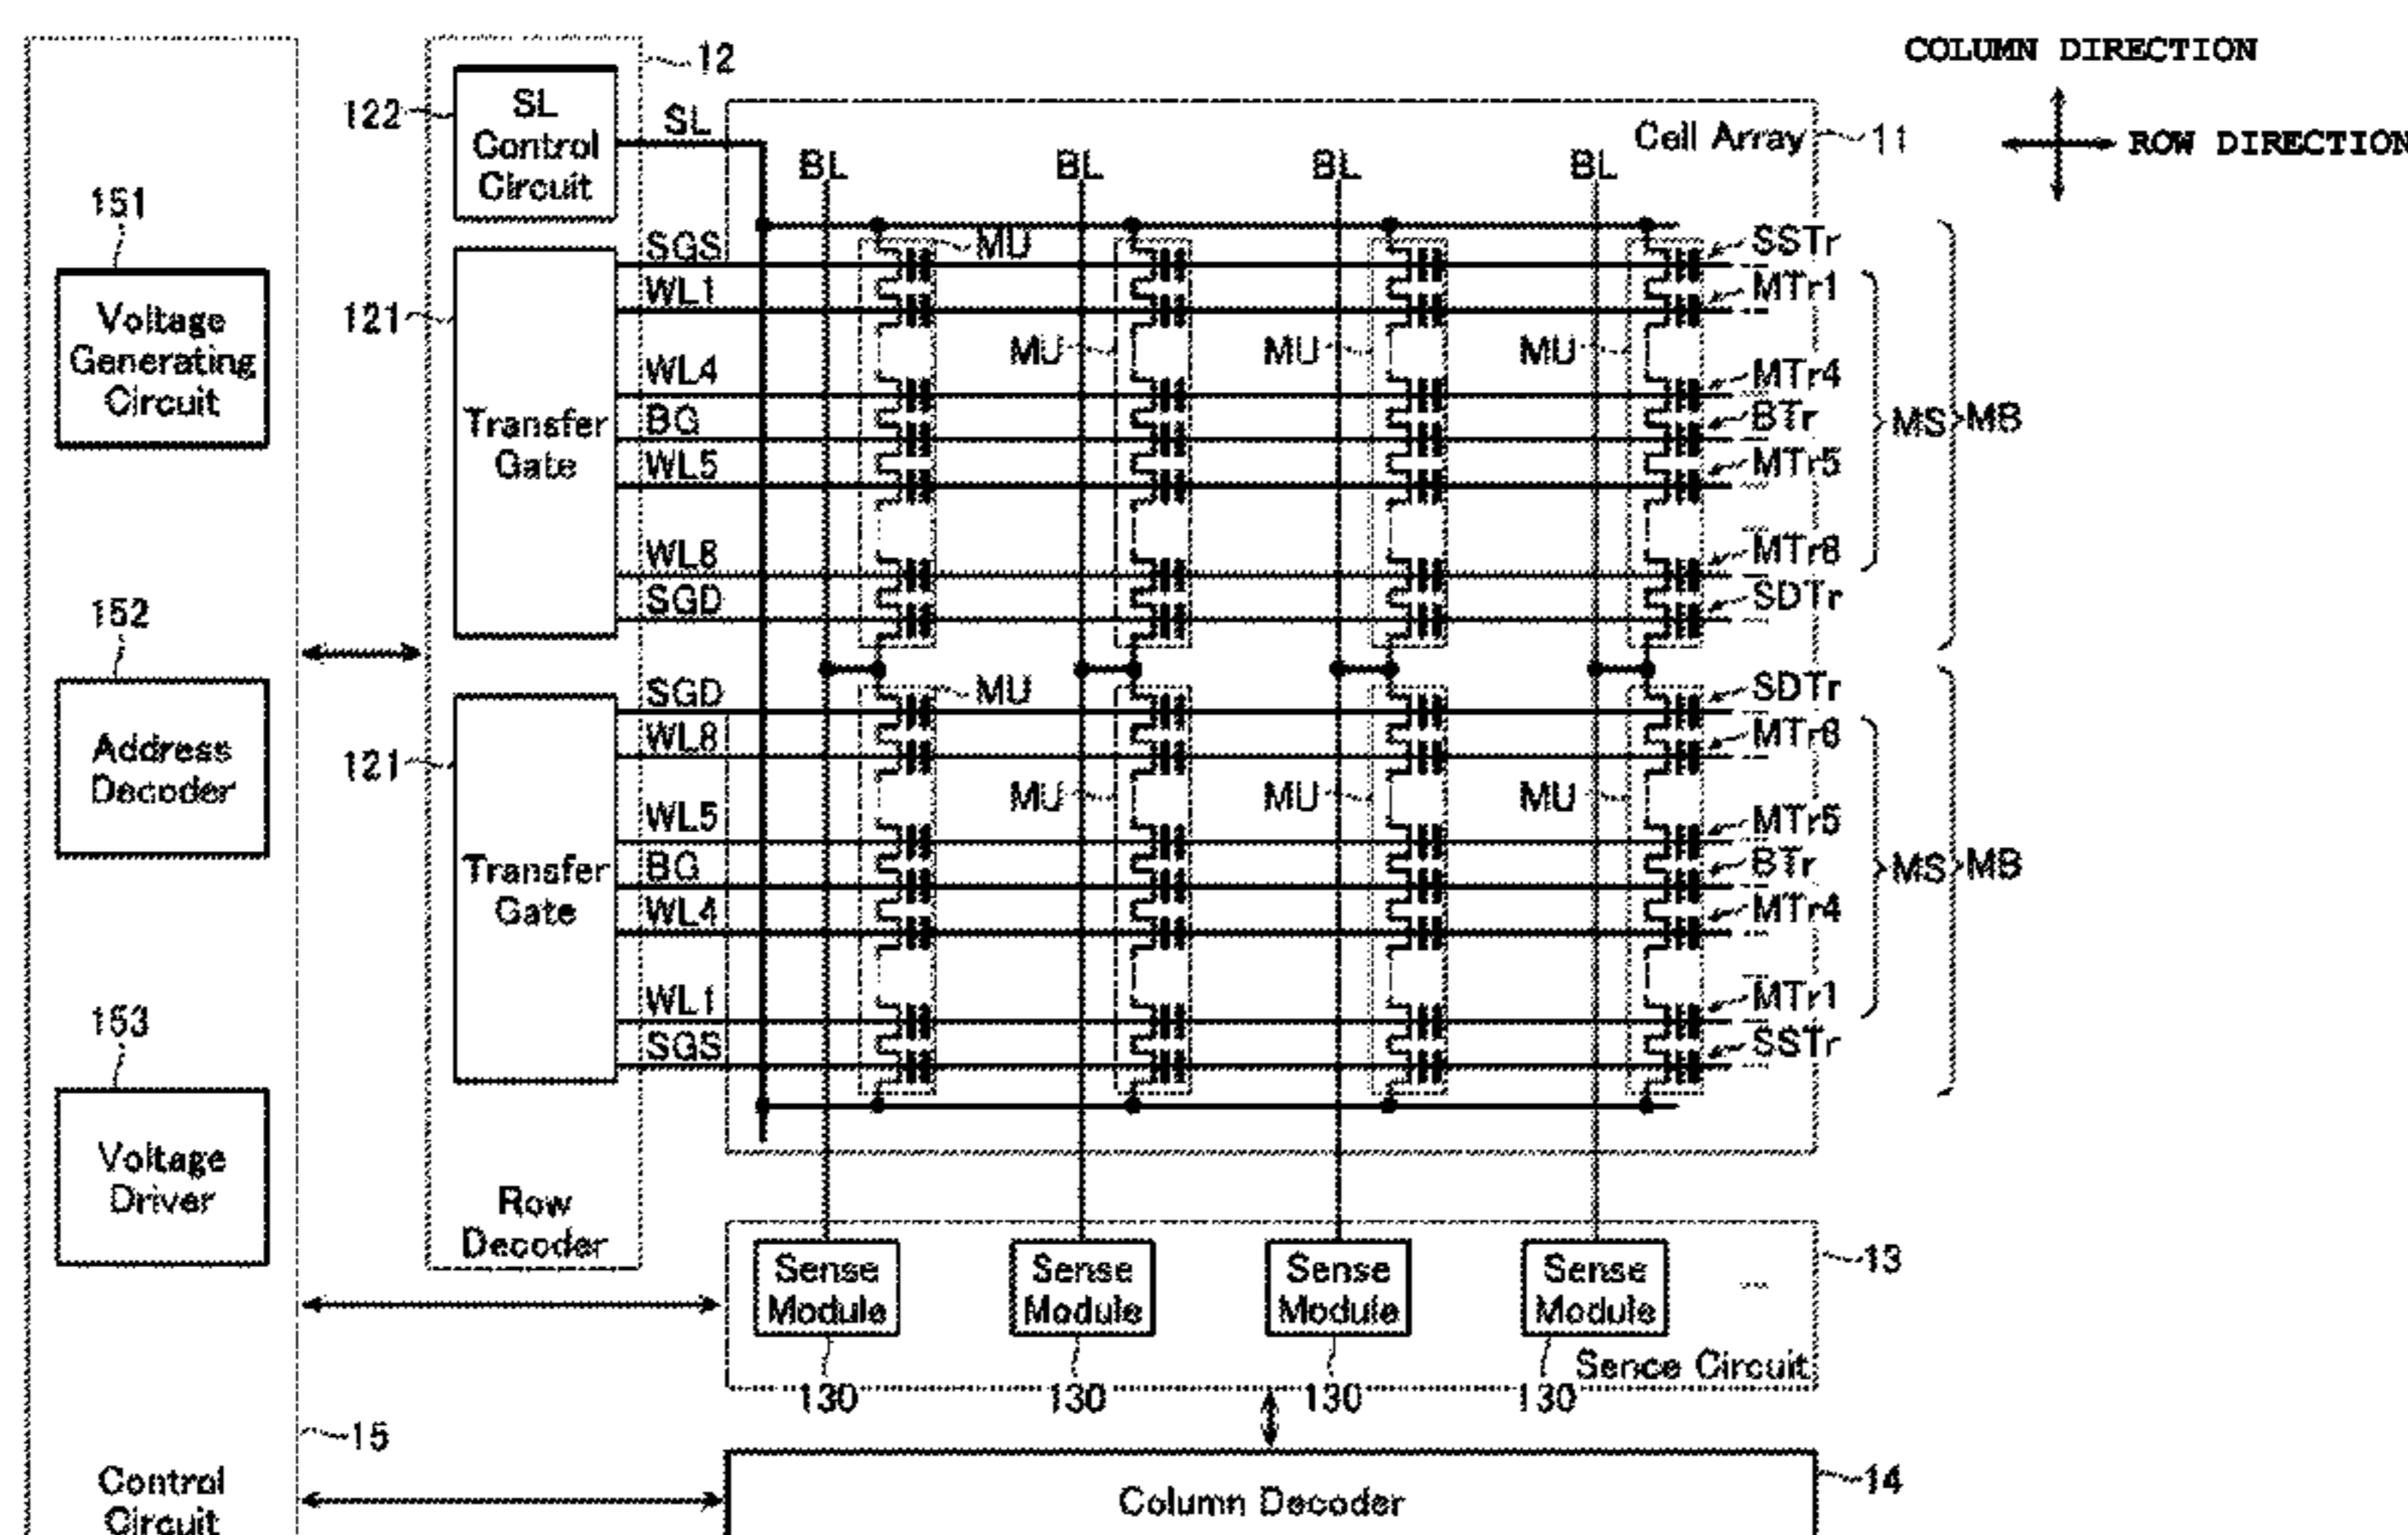 COLUMN DIRECTION
ROW DIRECTION
12
122
SL
Control
Circuit
SL
Cell Array
11
BL
BL
BL
BL
151
Voltage
Generating
Circuit
121
Transfer
Gate
SGS
WL1
WL4
BG
WL5
WL8
SGD
MU
MU
MU
MU
SSTr
MTr1
MTr4
BTr
MTr5
MTr8
SDTr
MS
MB
152
Address
Decoder
121
Transfer
Gate
SGD
WL8
WL5
BG
WL4
WL1
SGS
MU
MU
MU
MU
SDTr
MTr8
MTr5
BTr
MTr4
MTr1
SSTr
MS
MB
153
Voltage
Driver
Row
Decoder
Sense
Module
Sense
Module
Sense
Module
Sense
Module
13
130
130
130
130
Sence Circuit
15
Control
Circuit
Column Decoder
14